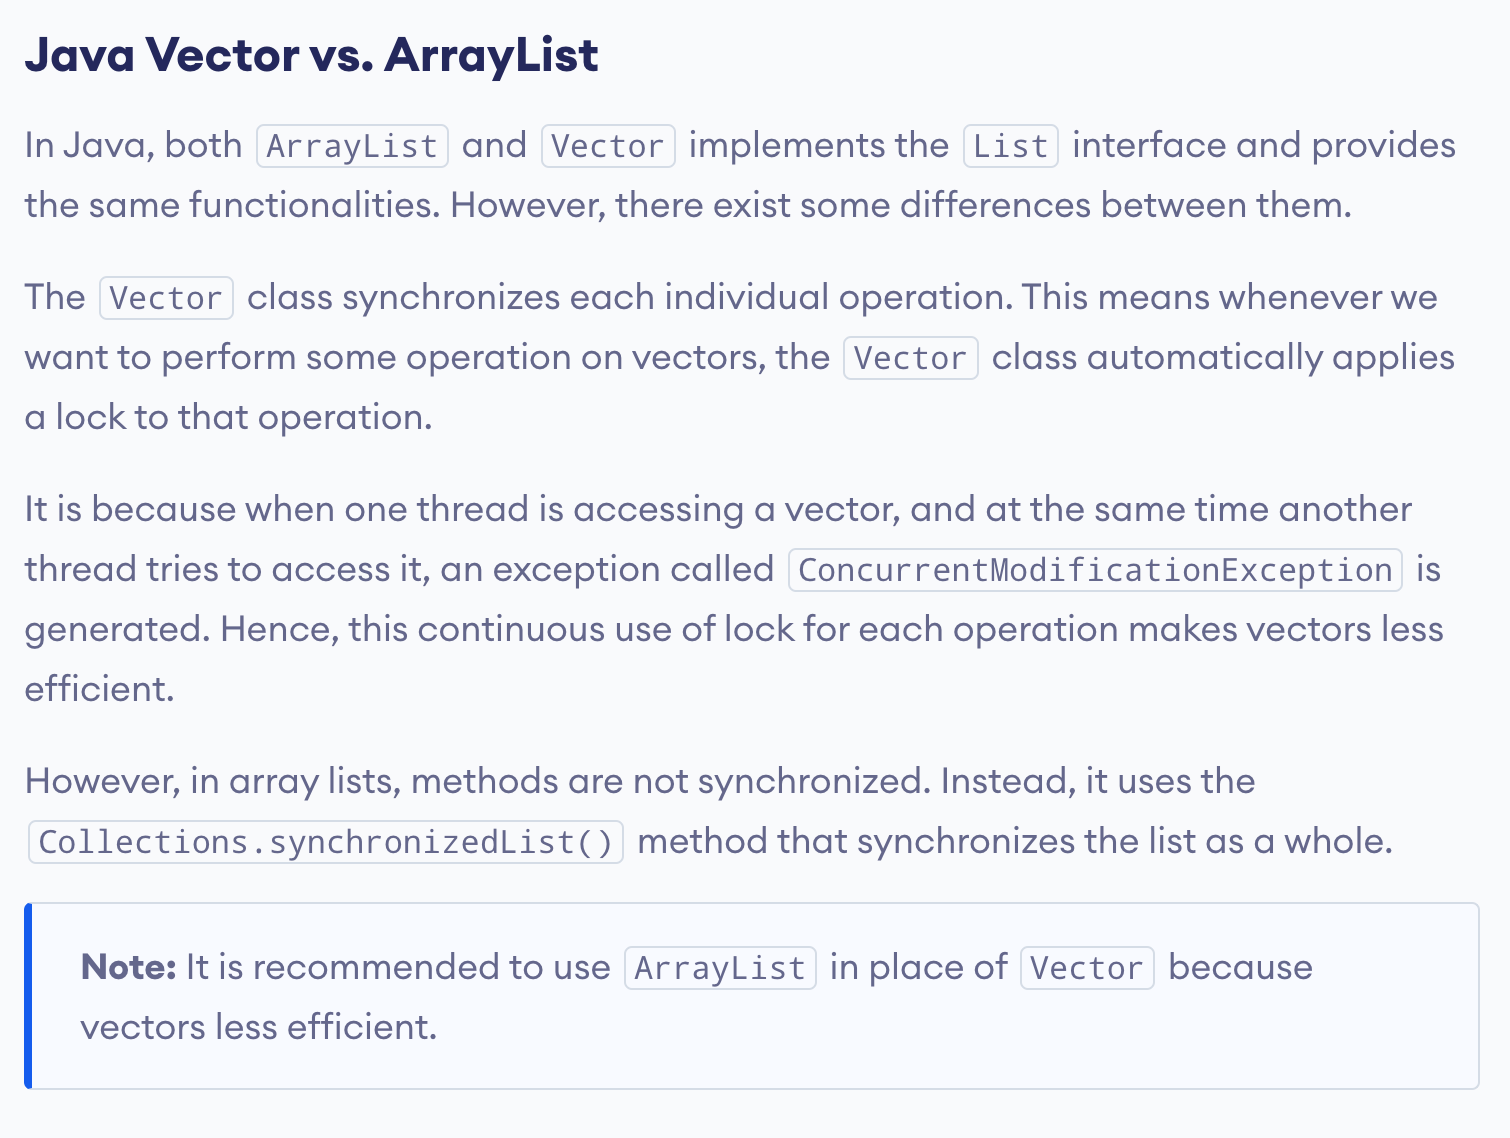 Java Vector vs. ArrayList
In Java, both ArrayList and Vector implements the List interface and provides
the same functionalities. However, there exist some differences between them.
The Vector class synchronizes each individual operation. This means whenever we
want to perform some operation on vectors, the Vector class automatically applies
a lock to that operation.
It is because when one thread is accessing a vector, and at the same time another
thread tries to access it, an exception called ConcurrentModificationException is
generated. Hence, this continuous use of lock for each operation makes vectors less
efficient.
However, in array lists, methods are not synchronized. Instead, it uses the
Collections.synchronizedList() method that synchronizes the list as a whole.
Note: It is recommended to use ArrayList in place of Vector because
vectors less efficient.